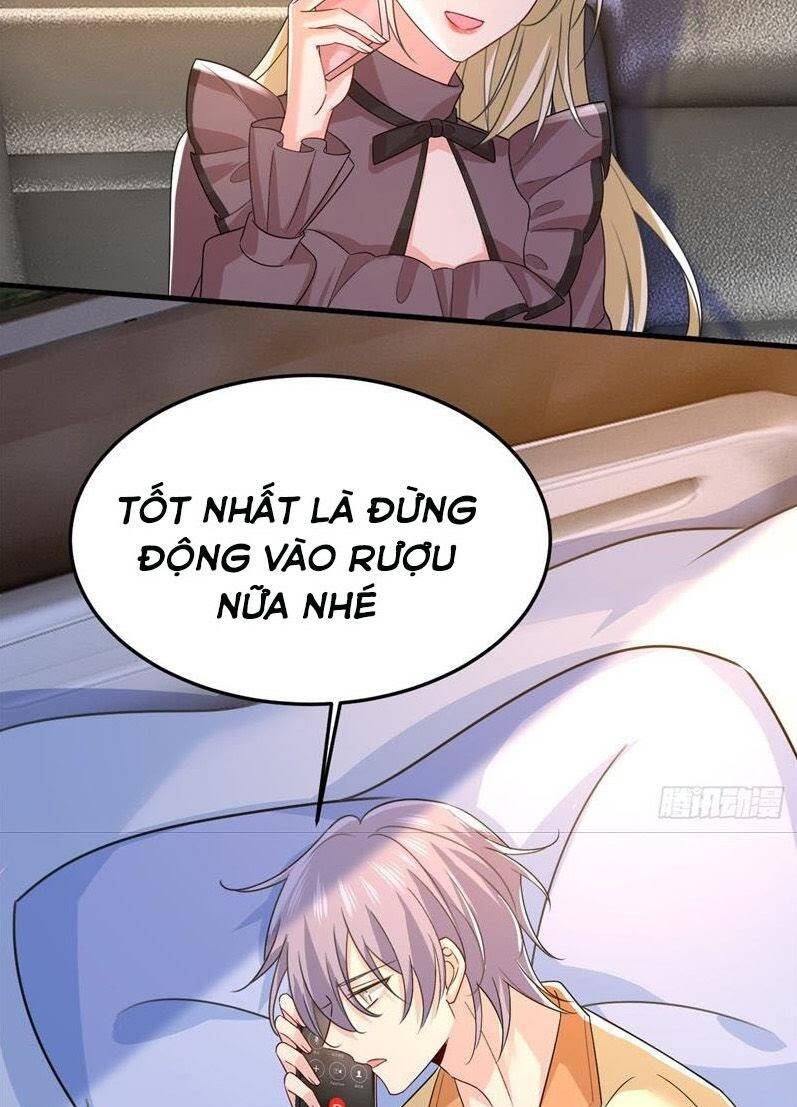 TỐT NHẤT LÀ ĐỪNG
ĐỘNG VÀO RƯỢU
NỮA NHÉ
腾讯动漫